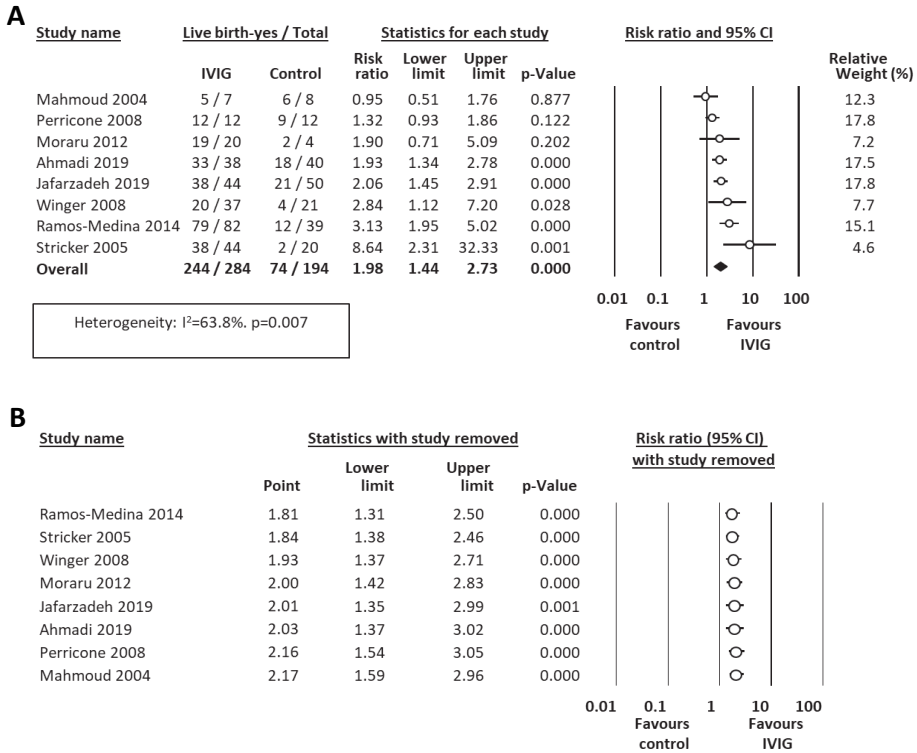 A
Study name Live birth-yes / Total Statistics for each study Risk ratio and 95% CI
IVIG Control Risk ratio Lower limit Upper limit p-Value Relative Weight (%)
Mahmoud 2004 5 / 7 6 / 8 0.95 0.51 1.76 0.877 12.3
Perricone 2008 12 / 12 9 / 12 1.32 0.93 1.86 0.122 17.8
Moraru 2012 19 / 20 2 / 4 1.90 0.71 5.09 0.202 7.2
Ahmadi 2019 33 / 38 18 / 40 1.93 1.34 2.78 0.000 17.5
Jafarzadeh 2019 38 / 44 21 / 50 2.06 1.45 2.91 0.000 17.8
Winger 2008 20 / 37 4 / 21 2.84 1.12 7.20 0.028 7.7
Ramos-Medina 2014 79 / 82 12 / 39 3.13 1.95 5.02 0.000 15.1
Stricker 2005 38 / 44 2 / 20 8.64 2.31 32.33 0.001 4.6
Overall 244 / 284 74 / 194 1.98 1.44 2.73 0.000
0.01 0.1 1 10 100
Favours control Favours IVIG
Heterogeneity: I²=63.8%. p=0.007
B
Study name Statistics with study removed Risk ratio (95% CI)
with study removed
Point Lower limit Upper limit p-Value
Ramos-Medina 2014 1.81 1.31 2.50 0.000
Stricker 2005 1.84 1.38 2.46 0.000
Winger 2008 1.93 1.37 2.71 0.000
Moraru 2012 2.00 1.42 2.83 0.000
Jafarzadeh 2019 2.01 1.35 2.99 0.001
Ahmadi 2019 2.03 1.37 3.02 0.000
Perricone 2008 2.16 1.54 3.05 0.000
Mahmoud 2004 2.17 1.59 2.96 0.000
0.01 0.1 1 10 100
Favours control Favours IVIG